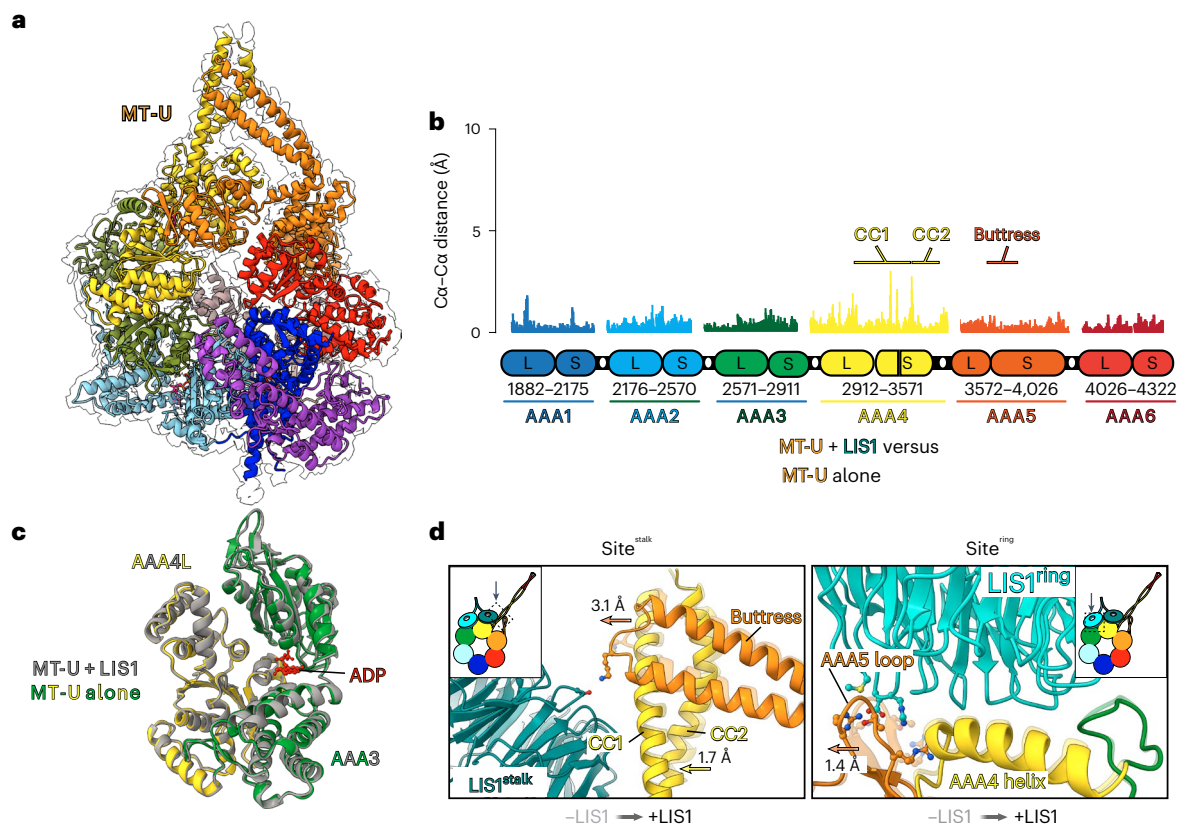 a
MT-U
b
Cα–Cα distance (Å)
10
5
0
CC1
CC2
Buttress
L
S
L
S
L
S
L
S
L
S
L
S
1882–2175
2176–2570
2571–2911
2912–3571
3572–4,026
4026–4322
AAA1
AAA2
AAA3
AAA4
AAA5
AAA6
MT-U + LIS1 versus
MT-U alone
c
AAA4L
MT-U + LIS1
MT-U alone
ADP
AAA3
d
Site stalk
3.1 Å
Buttress
CC1
CC2
1.7 Å
LIS1 stalk
–LIS1 +LIS1
Site ring
LIS1 ring
AAA5 loop
1.4 Å
AAA4 helix
–LIS1 +LIS1